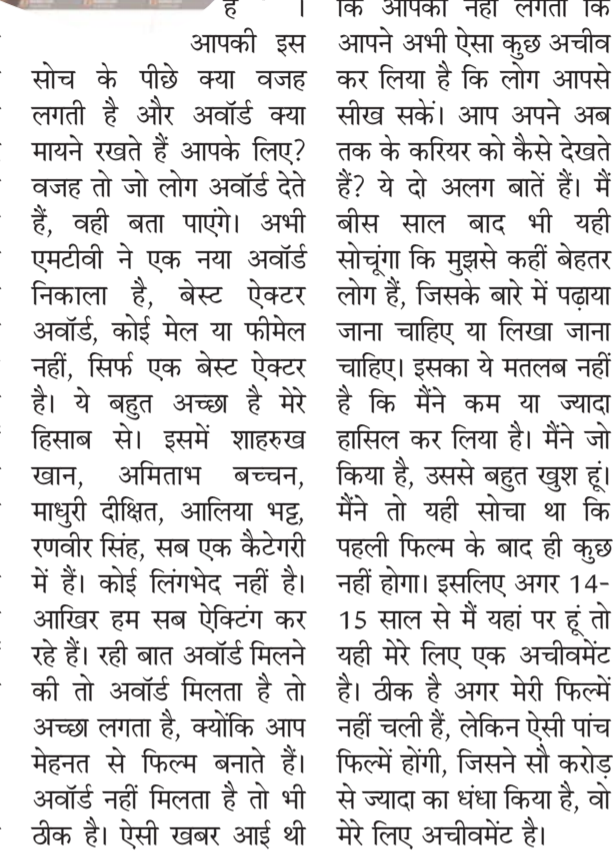 है ।
आपकी इस
सोच के पीछे क्या वजह
लगती है और अवॉर्ड क्या
मायने रखते हैं आपके लिए?
वजह तो जो लोग अवॉर्ड देते
हैं, वही बता पाएंगे। अभी
एमटीवी ने एक नया अवॉर्ड
निकाला है, बेस्ट ऐक्टर
अवॉर्ड, कोई मेल या फीमेल
नहीं, सिर्फ एक बेस्ट ऐक्टर
है। ये बहुत अच्छा है मेरे
हिसाब से। इसमें शाहरुख
खान, अमिताभ बच्चन,
माधुरी दीक्षित, आलिया भट्ट,
रणवीर सिंह, सब एक कैटेगरी
में हैं। कोई लिंगभेद नहीं है।
आखिर हम सब ऐक्टिंग कर
रहे हैं। रही बात अवॉर्ड मिलने
की तो अवॉर्ड मिलता है तो
अच्छा लगता है, क्योंकि आप
मेहनत से फिल्म बनाते हैं।
अवॉर्ड नहीं मिलता है तो भी
ठीक है। ऐसी खबर आई थी
कि आपको नहीं लगता कि
आपने अभी ऐसा कुछ अचीव
कर लिया है कि लोग आपसे
सीख सकें। आप अपने अब
तक के करियर को कैसे देखते
हैं? ये दो अलग बातें हैं। मैं
बीस साल बाद भी यही
सोचूंगा कि मुझसे कहीं बेहतर
लोग हैं, जिसके बारे में पढ़ाया
जाना चाहिए या लिखा जाना
चाहिए। इसका ये मतलब नहीं
है कि मैंने कम या ज्यादा
हासिल कर लिया है। मैंने जो
किया है, उससे बहुत खुश हूं।
मैंने तो यही सोचा था कि
पहली फिल्म के बाद ही कुछ
नहीं होगा। इसलिए अगर 14-
15 साल से मैं यहां पर हूं तो
यही मेरे लिए एक अचीवमेंट
है। ठीक है अगर मेरी फिल्में
नहीं चली हैं, लेकिन ऐसी पांच
फिल्में होंगी, जिसने सौ करोड़
से ज्यादा का धंधा किया है, वो
मेरे लिए अचीवमेंट है।